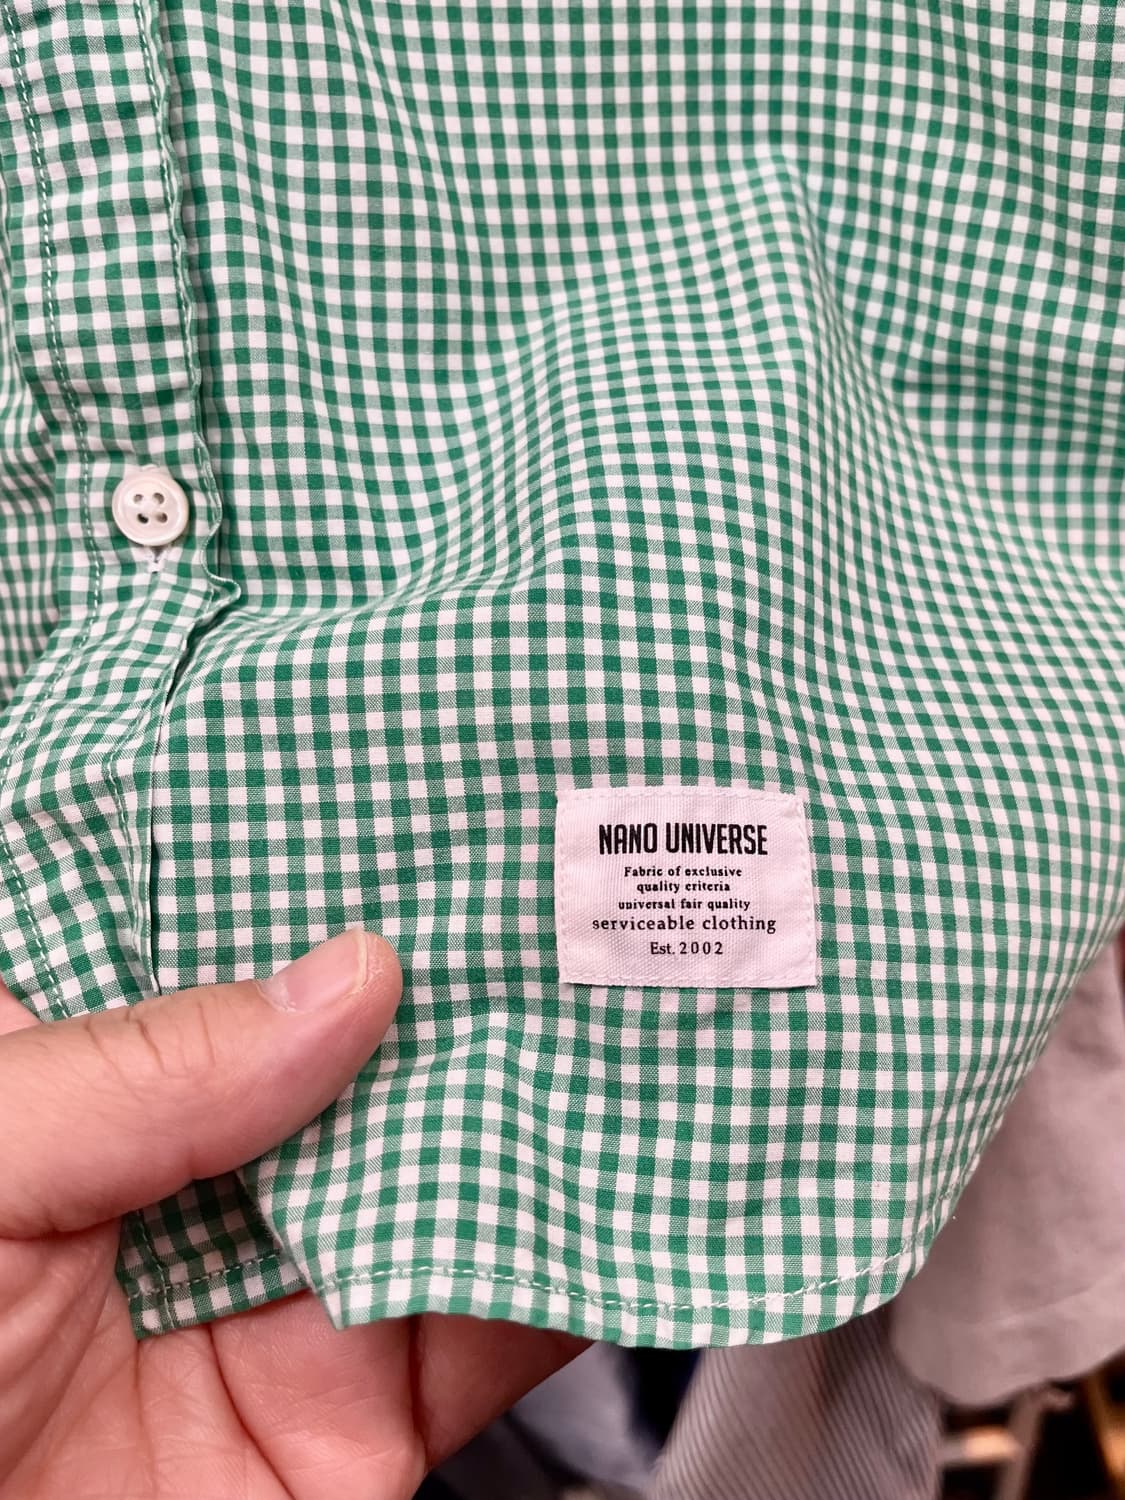 NANO UNIVERSE
Fabric of exclusive
quality criteria
universal fair quality
serviceable clothing
Est. 2002